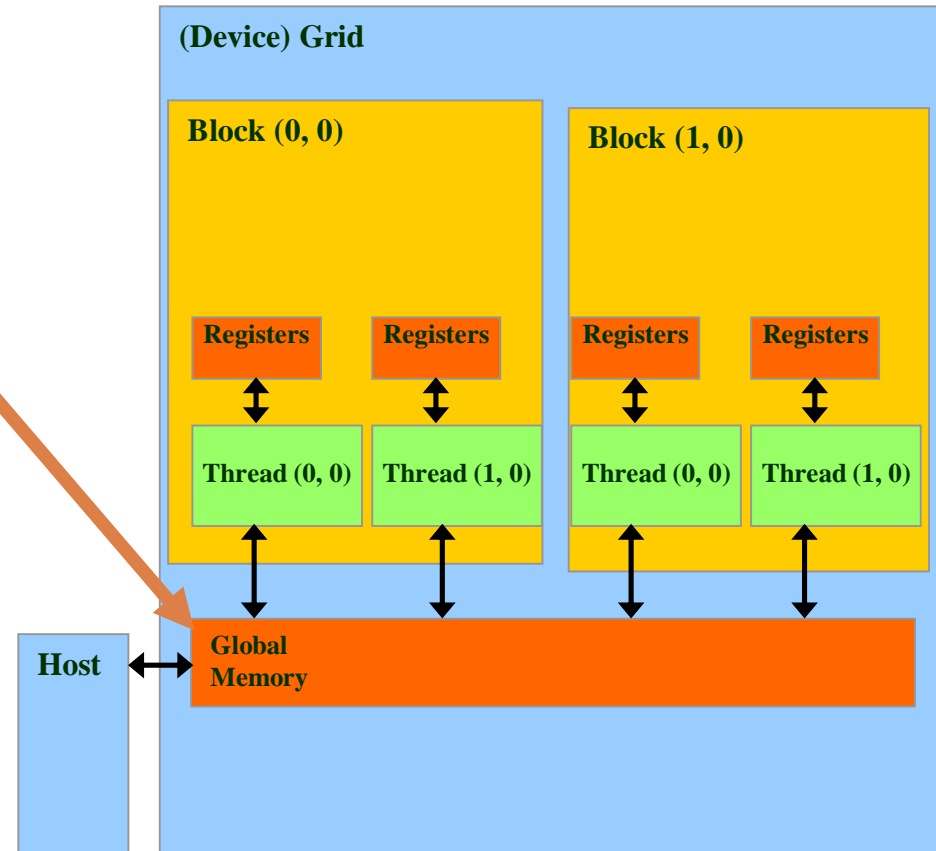 (Device) Grid
Block (0, 0)
Block (1, 0)
Registers
Registers
Registers
Registers
Thread (0, 0)
Thread (1, 0)
Thread (0, 0)
Thread (1, 0)
Host
Global
Memory